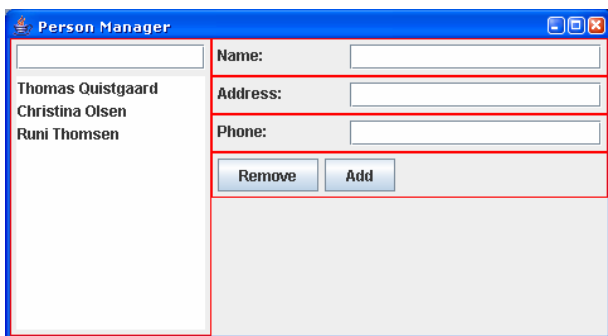 Person Manager
Thomas Quistgaard
Christina Olsen
Runi Thomsen
Name:
Address:
Phone:
Remove Add